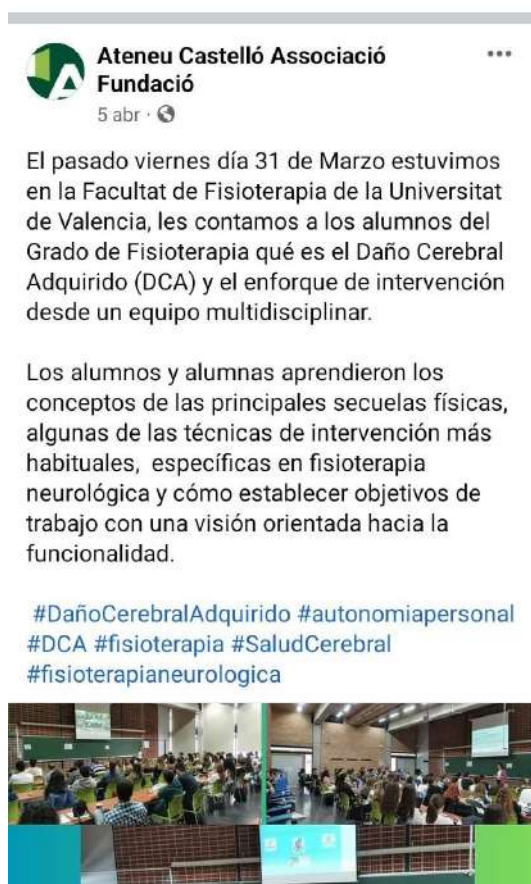 Ateneu Castelló Associació
Fundació
5 abr ·
El pasado viernes día 31 de Marzo estuvimos
en la Facultat de Fisioterapia de la Universitat
de Valencia, les contamos a los alumnos del
Grado de Fisioterapia qué es el Daño Cerebral
Adquirido (DCA) y el enforque de intervención
desde un equipo multidisciplinar.
Los alumnos y alumnas aprendieron los
conceptos de las principales secuelas físicas,
algunas de las técnicas de intervención más
habituales,  específicas en fisioterapia
neurológica y cómo establecer objetivos de
trabajo con una visión orientada hacia la
funcionalidad.
#DañoCerebralAdquirido #autonomiapersonal
#DCA #fisioterapia #SaludCerebral
#fisioterapianeurologica